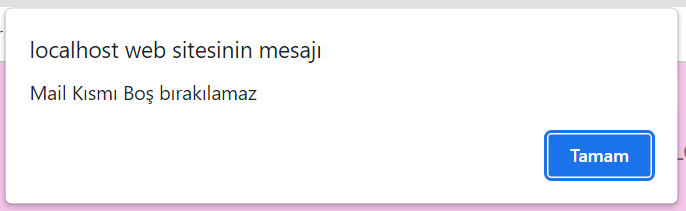 localhost web sitesinin mesajı
Mail Kısmı Boş bırakılamaz
Tamam